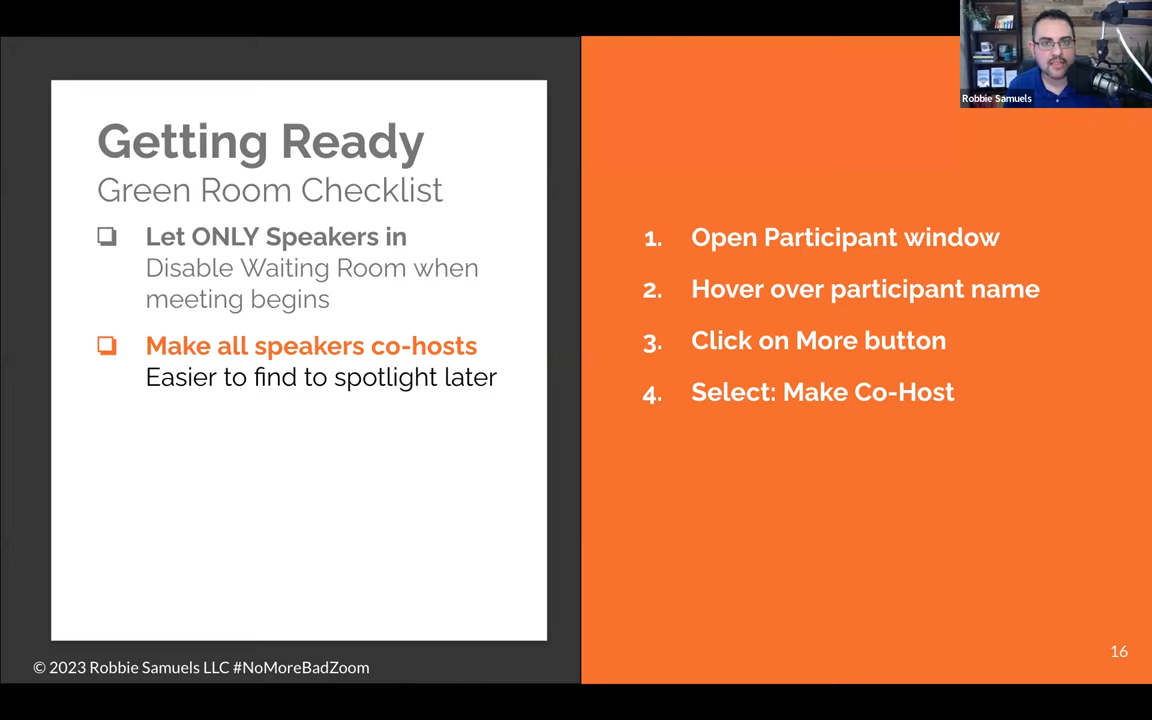 Getting Ready
Green Room Checklist
Let ONLY Speakers in
Disable Waiting Room when
meeting begins
Make all speakers co-hosts
Easier to find to spotlight later
1. Open Participant window
2. Hover over participant name
3. Click on More button
4. Select: Make Co-Host
16
© 2023 Robbie Samuels LLC #NoMoreBadZoom
Robbie Samuels